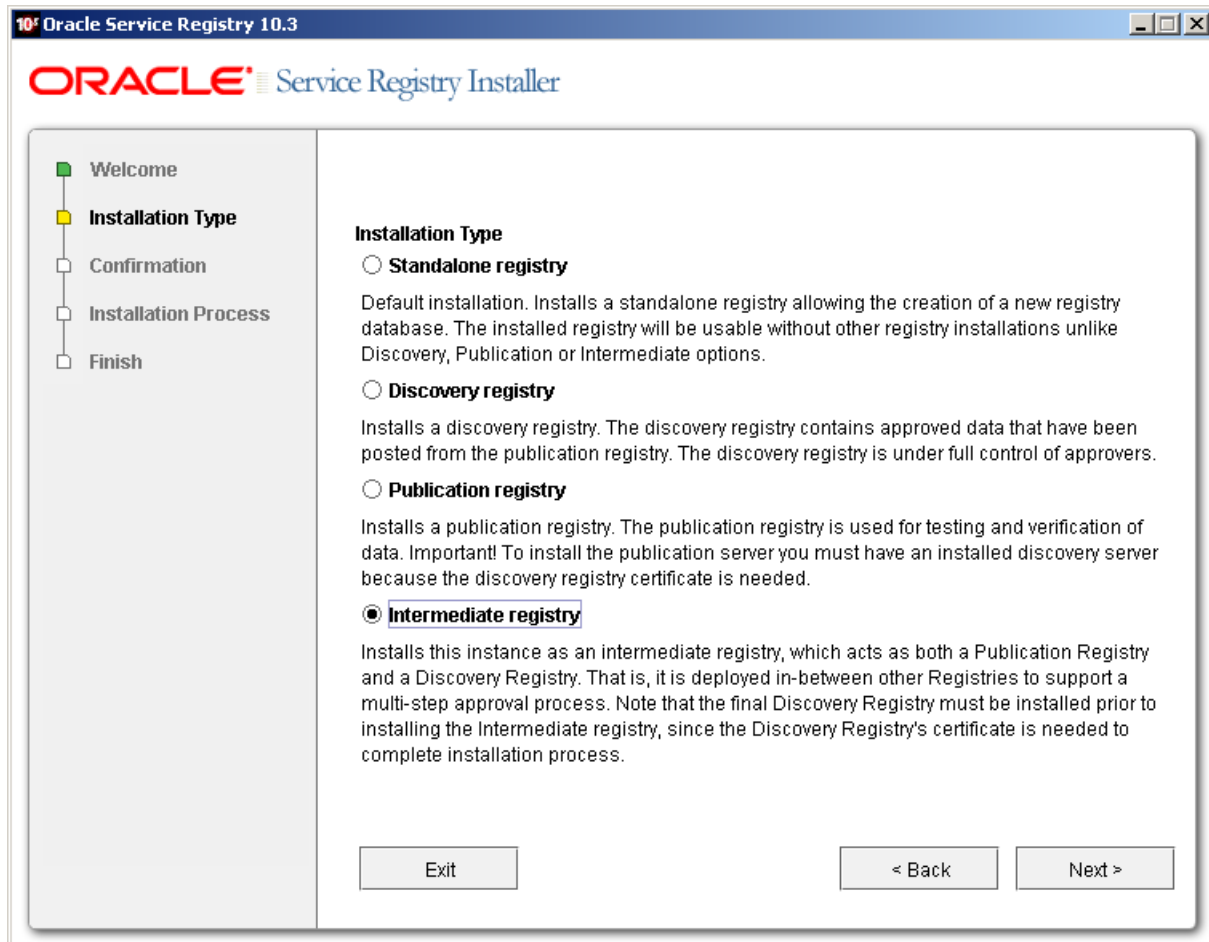 10g Oracle Service Registry 10.3
ORACLE Service Registry Installer
Welcome
Installation Type
Confirmation
Installation Process
Finish
Installation Type
Standalone registry
Default installation. Installs a standalone registry allowing the creation of a new registry
database. The installed registry will be usable without other registry installations unlike
Discovery, Publication or Intermediate options.
Discovery registry
Installs a discovery registry. The discovery registry contains approved data that have been
posted from the publication registry. The discovery registry is under full control of approvers.
Publication registry
Installs a publication registry. The publication registry is used for testing and verification of
data. Important! To install the publication server you must have an installed discovery server
because the discovery registry certificate is needed.
Intermediate registry
Installs this instance as an intermediate registry, which acts as both a Publication Registry
and a Discovery Registry. That is, it is deployed in-between other Registries to support a
multi-step approval process. Note that the final Discovery Registry must be installed prior to
installing the Intermediate registry, since the Discovery Registry's certificate is needed to
complete installation process.
Exit
< Back
Next >